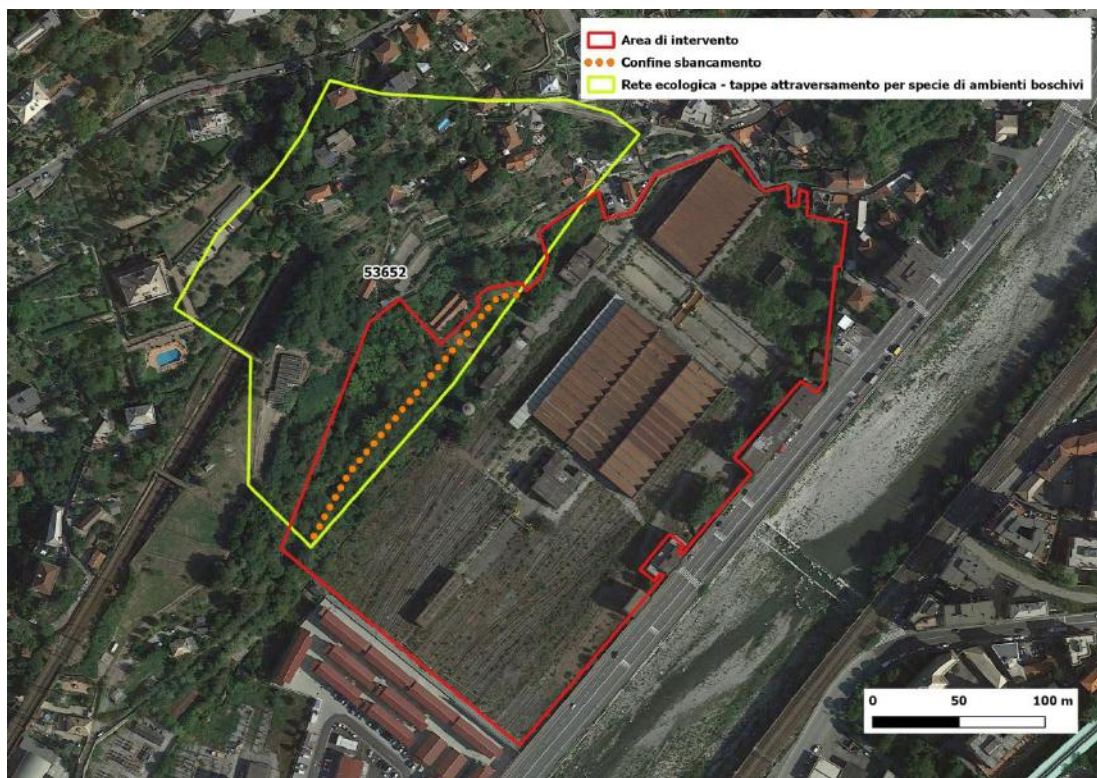 Area di intervento
Confine sbancamento
Rete ecologica - tappe attraversamento per specie di ambienti boschivi
53652
0 50 100 m